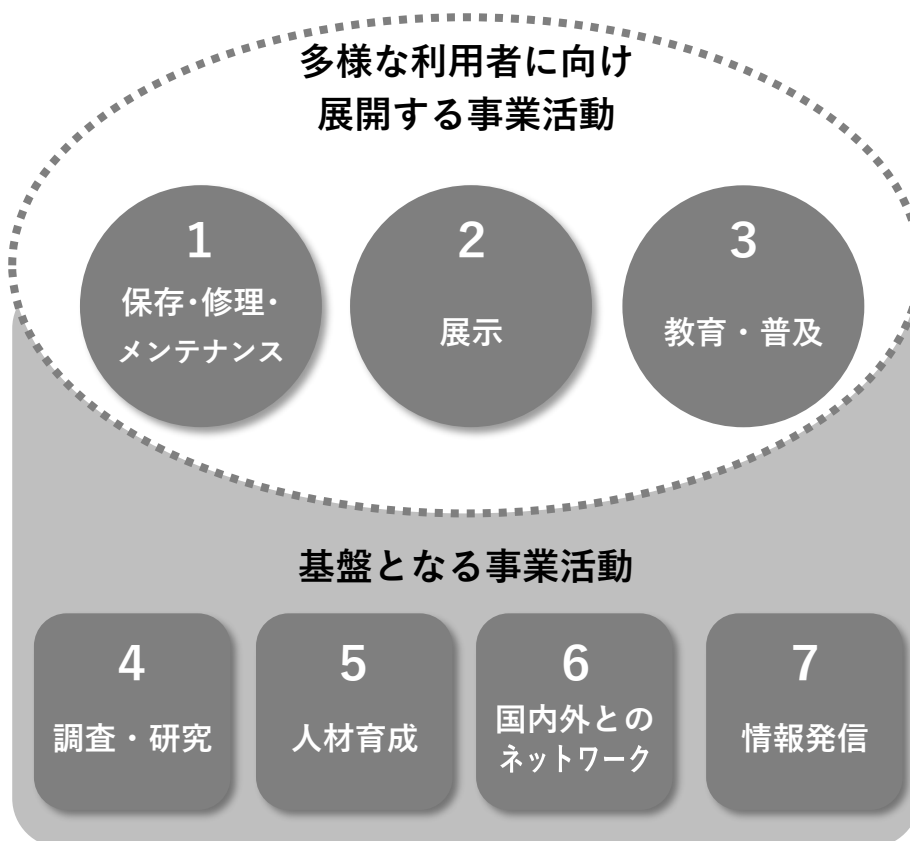 多様な利用者に向け
展開する事業活動
1
保存・修理・
メンテナンス
2
展示
3
教育・普及
基盤となる事業活動
4
調査・研究
5
人材育成
6
国内外との
ネットワーク
7
情報発信